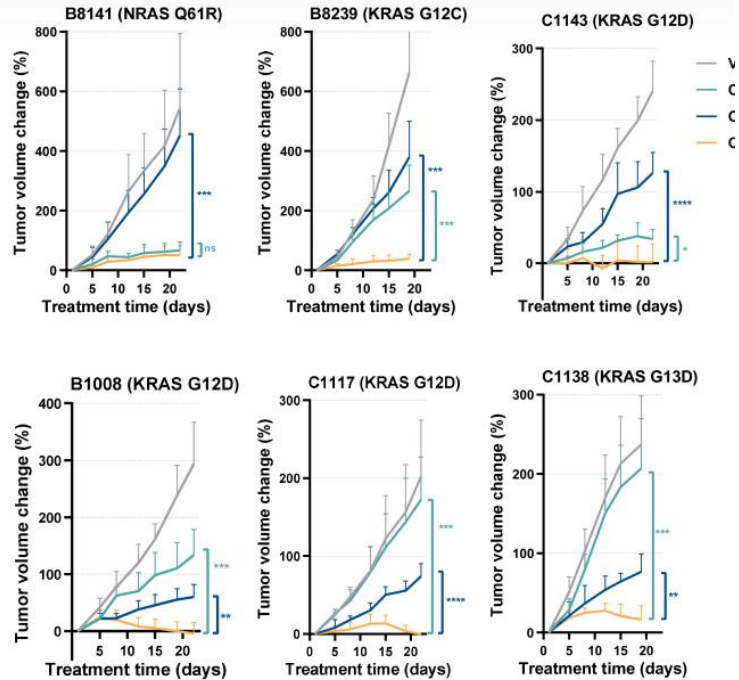 B8141 (NRAS Q61R)
800
600
400
200
0
Tumor volume change (%)
0 5 10 15 20
Treatment time (days)
***
ns
B8239 (KRAS G12C)
800
600
400
200
0
Tumor volume change (%)
0 5 10 15 20
Treatment time (days)
***
***
C1143 (KRAS G12D)
300
200
100
0
Tumor volume change (%)
5 10 15 20
Treatment time (days)
****
*
V
C
C
C
B1008 (KRAS G12D)
400
300
200
100
0
Tumor volume change (%)
5 10 15 20
Treatment time (days)
***
**
C1117 (KRAS G12D)
300
200
100
0
Tumor volume change (%)
0 5 10 15 20
Treatment time (days)
***
****
C1138 (KRAS G13D)
300
200
100
0
Tumor volume change (%)
0 5 10 15 20
Treatment time (days)
***
**